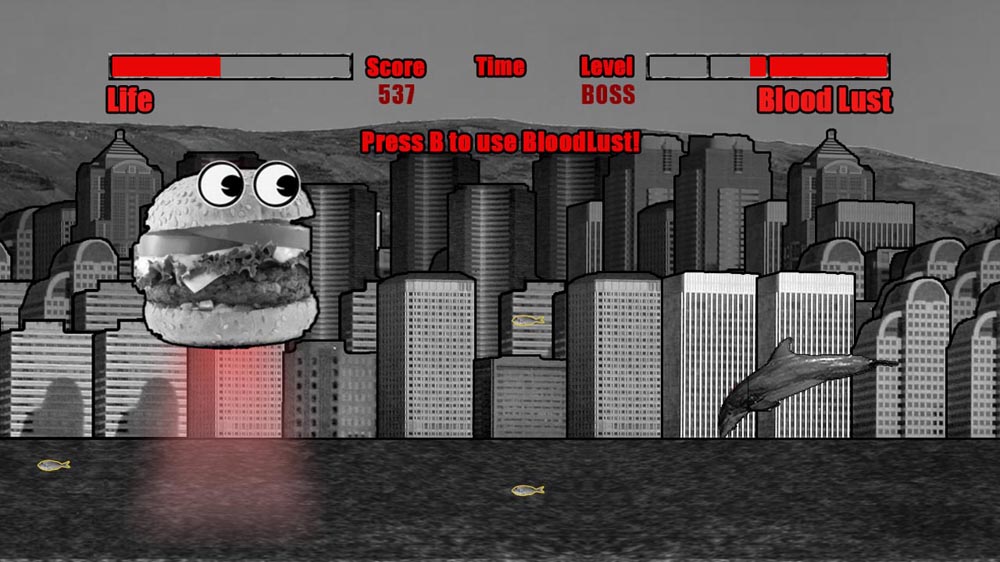 Life
Score
537
Time
Level
BOSS
Blood Lust
Press B to use BloodLust!